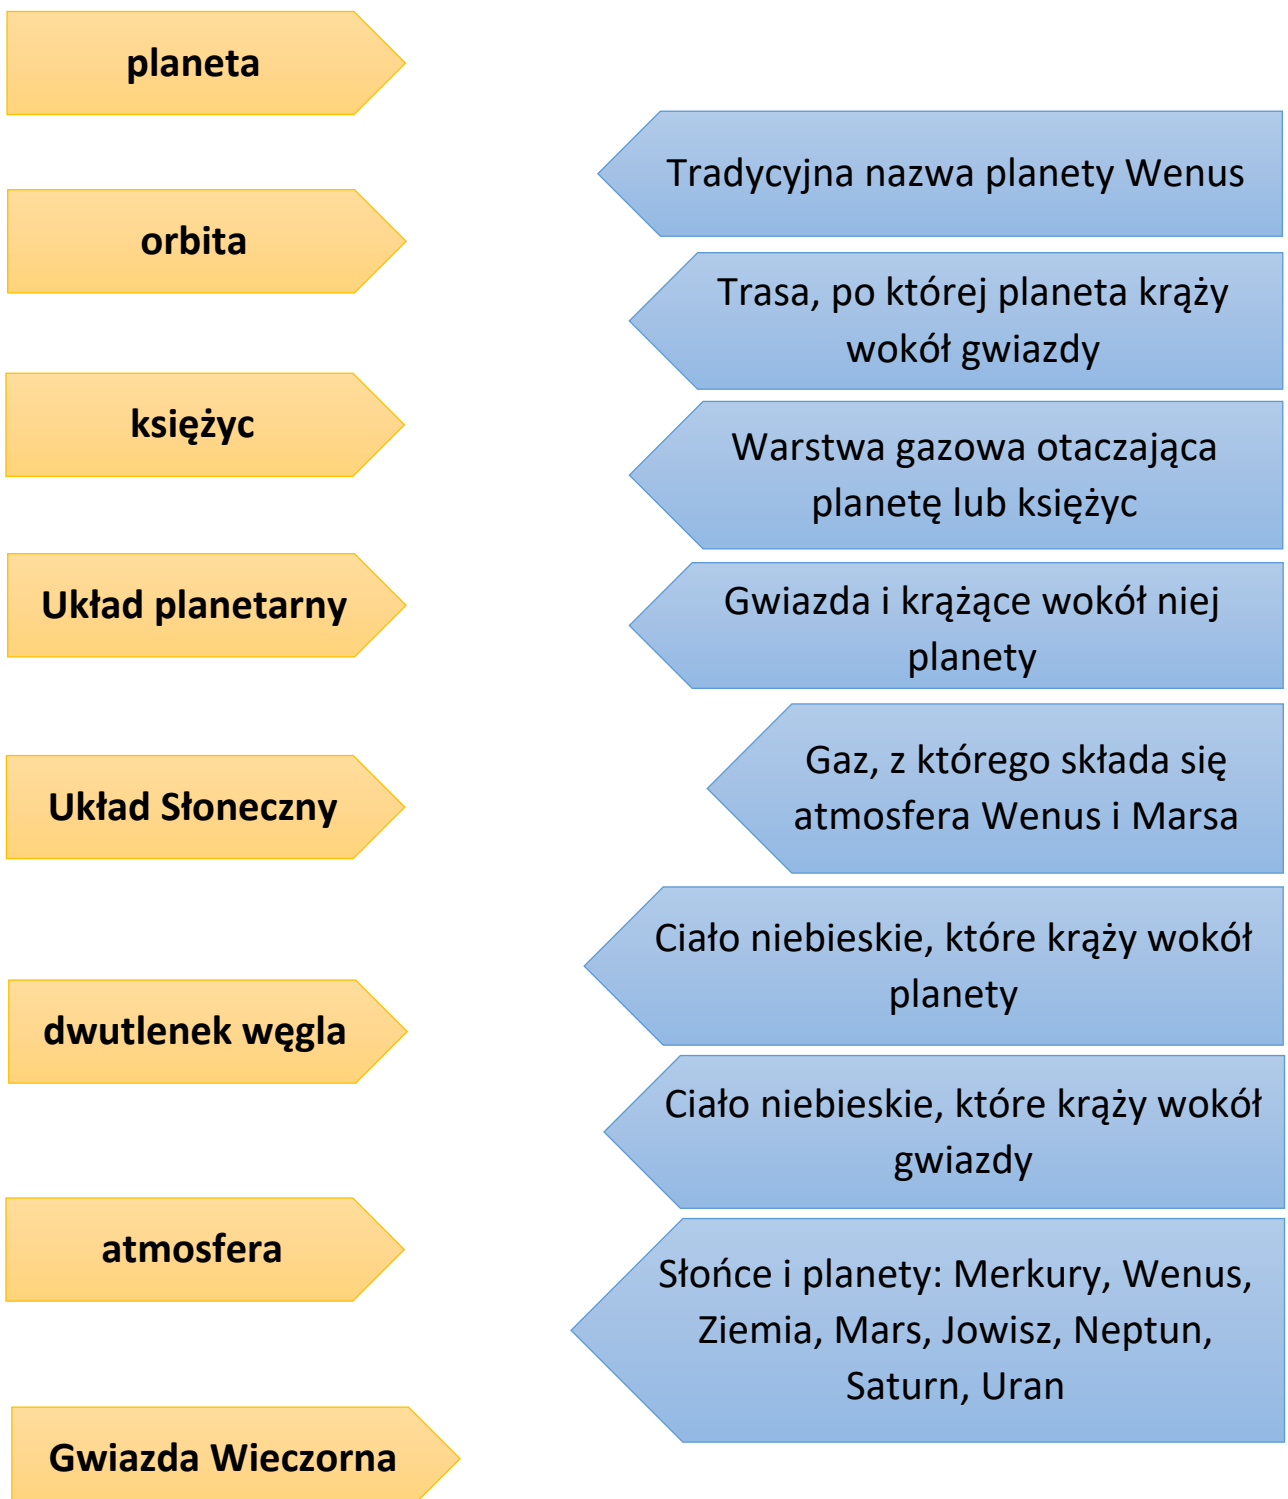 planeta
orbita
księżyc
Układ planetarny
Układ Słoneczny
dwutlenek węgla
atmosfera
Gwiazda Wieczorna
Tradycyjna nazwa planety Wenus
Trasa, po której planeta krąży
wokół gwiazdy
Warstwa gazowa otaczająca
planetę lub księżyc
Gwiazda i krążące wokół niej
planety
Gaz, z którego składa się
atmosfera Wenus i Marsa
Ciało niebieskie, które krąży wokół
planety
Ciało niebieskie, które krąży wokół
gwiazdy
Słońce i planety: Merkury, Wenus,
Ziemia, Mars, Jowisz, Neptun,
Saturn, Uran